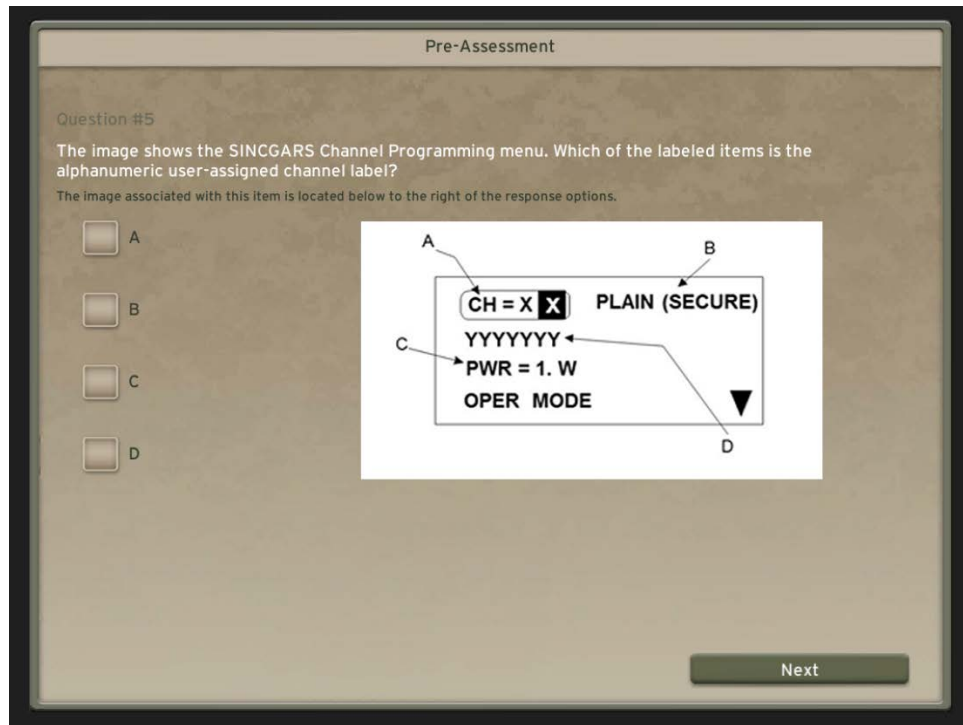 Pre-Assessment
Question #5
The image shows the SINCGARS Channel Programming menu. Which of the labeled items is the
alphanumeric user-assigned channel label?
The image associated with this item is located below to the right of the response options.
A
B
C
D
A
B
CH = X X PLAIN (SECURE)
YYYYYYY
C
PWR = 1. W
OPER MODE
D
Next